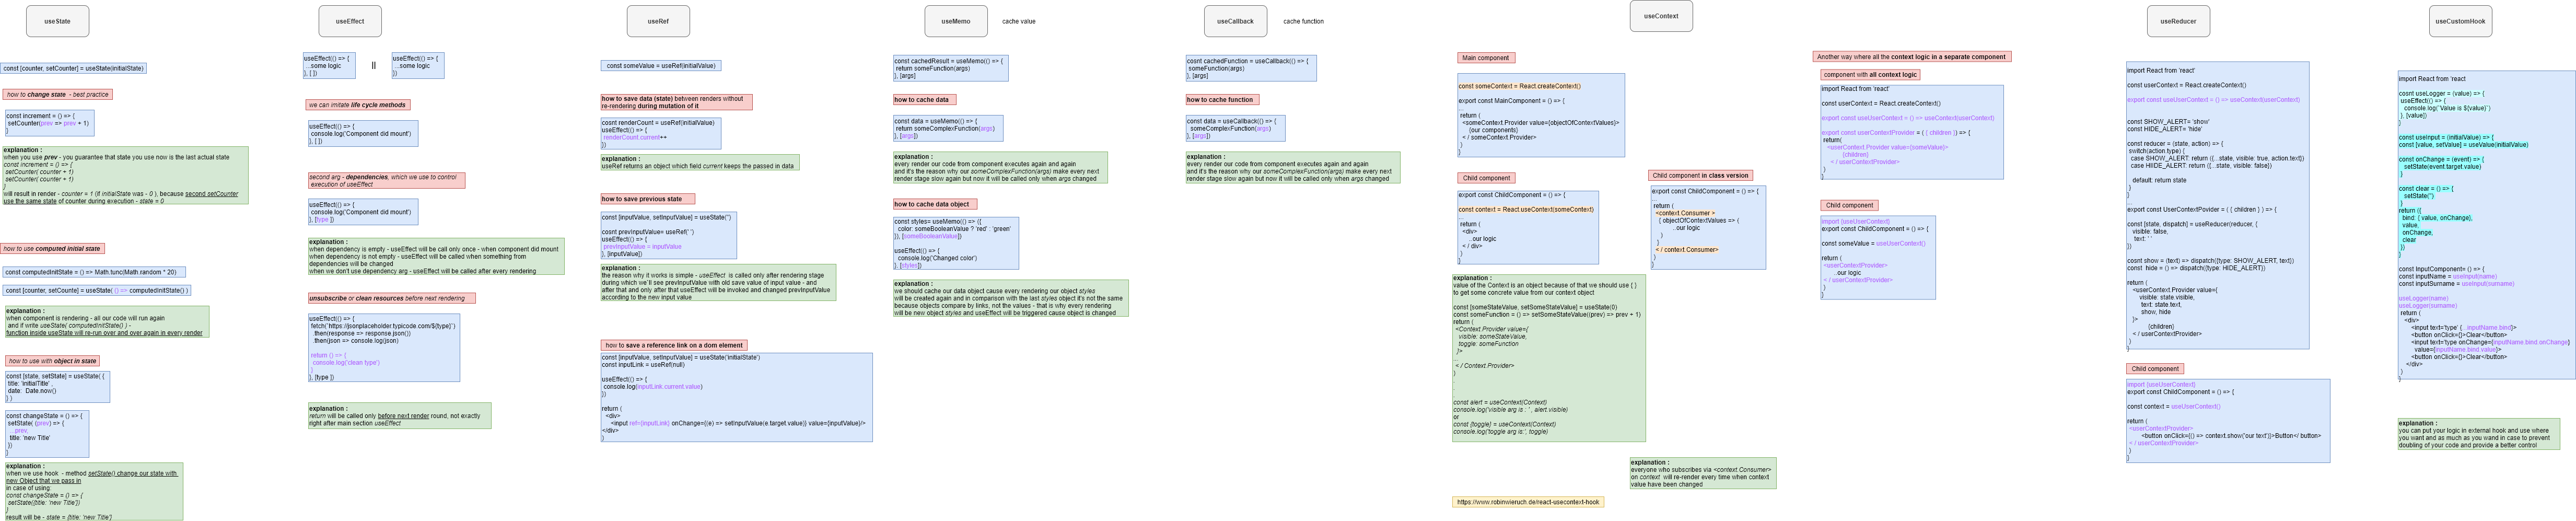 useState
const [counter, setCounter] = useState(initialState)
how to change state - best practice
const increment = () => {
setCounter(prev => prev + 1)
}
explanation :
when you use prev - you guarantee that state you use now is the last actual state
const increment = () => {
setCounter( counter + 1)
setCounter( counter + 1)
}
will result in render - counter = 1 (if initialState was - 0 ), because second setCounter
use the same state of counter during execution - state = 0
how to use computed initial state
const computedInitState = () => Math.tunc(Math.random * 20)
const [counter, setCounte] = useState( () => computedInitState() )
explanation :
when component is rendering - all our code will run again
and if write useState( computedInitState() ) -
function inside useState will re-run over and over again in every render
how to use with object in state
const [state, setState] = useState( {
title: 'initialTitle' ,
date: Date.now()
} )
const changeState = () => {
setState( (prev) => {
...prev,
title: 'new Title'
})
}
explanation :
when we use hook - method setState() change our state with
new Object that we pass in
in case of using:
const changeState = () => {
setState({title: 'new Title'})
}
result will be - state = {title: 'new Title'}
useEffect
useEffect(() => {
...some logic
}, [ ])
||
useEffect(() => {
...some logic
})
we can imitate life cycle methods
useEffect(() => {
console.log('Component did mount')
}, [ ])
second arg - dependencies, which we use to control
execution of useEffect
useEffect(() => {
console.log('Component did mount')
}, [type ])
explanation :
when dependency is empty - useEffect will be call only once - when component did mount
when dependency is not empty - useEffect will be called when something from
dependencies will be changed
when we don't use dependency arg - useEffect will be called after every rendering
unsubscribe or clean resources before next rendering
useEffect(() => {
fetch(`https://jsonplaceholder.typicode.com/${type}`)
.then(response => response.json())
.then(json => console.log(json)
return () => {
console.log('clean type')
}
}, [type ])
explanation :
return will be called only before next render round, not exactly
right after main section useEffect
useRef
const someValue = useRef(initialValue)
how to save data (state) between renders without
re-rendering during mutation of it
const renderCount = useRef(initialValue)
useEffect(() => {
renderCount.current++
})
explanation :
useRef returns an object which field current keeps the passed in data
how to save previous state
const [inputValue, setInputValue] = useState('')
cosnt prevInputValue= useRef(' ')
useEffect(() => {
prevInputValue = inputValue
}, [inputValue])
explanation :
the reason why it works is simple - useEffect is called only after rendering stage
during which we`ll see prevInputValue with old save value of input value - and
after that and only after that useEffect will be invoked and changed prevInputValue
according to the new input value
how to save a reference link on a dom element
const [inputValue, setInputValue] = useState('initialState')
const inputLink = useRef(null)
useEffect(() => {
console.log(inputLink.current.value)
})
return (
<div>
<input ref={inputLink} onChange={(e) => setInputValue(e.target.value)} value={inputValue}/>
</div>
)
useMemo
cache value
const cachedResult = useMemo(() => {
return someFunction(args)
}, [args]
how to cache data
const data = useMemo(() => {
return someComplexFunction(args)
}, [args])
explanation :
every render our code from component executes again and again
and it's the reason why our someComplexFunction(args) make every next
render stage slow again but now it will be called only when args changed
how to cache data object
const styles= useMemo(() => ({
color: someBooleanValue ? 'red' : 'green'
}), [someBooleanValue])
useEffect(() => {
console.log('Changed color')
}, [styles])
explanation :
we should cache our data object cause every rendering our object styles
will be created again and in comparison with the last styles object it's not the same
because objects compare by links, not the values - that is why every rendering
will be new object styles and useEffect will be triggered cause object is changed
useCallback
cache function
const cachedFunction = useCallback(() => {
someFunction(args)
}, [args]
how to cache function
const data = useCallback(() => {
someComplexFunction(args)
}, [args])
explanation :
every render our code from component executes again and again
and it's the reason why our someComplexFunction(args) make every next
render stage slow again but now it will be called only when args changed
useContext
Main component
const someContext = React.createContext()
export const MainComponent = () => {
...
return (
<someContext.Provider value={objectOfContextValues}>
{our components}
< / someContext.Provider>
)
}
Child component
export const ChildComponent = () => {
const context = React.useContext(someContext)
...
return (
<div>
...our logic
< / div>
)
}
Child component in class version
export const ChildComponent = () => {
...
return (
<context.Consumer >
{ objectOfContextValues => (
...our logic
)
}
< / context.Consumer>
)
}
explanation :
value of the Context is an object because of that we should use { }
to get some concrete value from our context object
const [someStateValue, setSomeStateValue] = useState(0)
const someFunction = () => setSomeStateValue((prev) => prev + 1)
return (
<Context.Provider value={
visible: someStateValue,
toggle: someFunction
}>
...
< / Context.Provider>
)
.
.
.
const alert = useContext(Context)
console.log('visible arg is : ' , alert.visible)
or
const {toggle} = useContext(Context)
console.log('toggle arg is:', toggle)
explanation :
everyone who subscribes via <context.Consumer>
on context will re-render every time when context
value have been changed
https://www.robinwieruch.de/react-usecontext-hook
Another way where all the context logic in a separate component
component with all context logic
import React from 'react'
const userContext = React.createContext()
export const useUserContext = () => useContext(userContext)
export const userContextProvider = ( { children }) => {
return(
<userContext.Provider value={someValue}>
{children}
< / userContextProvider>
)
}
Child component
import {useUserContext}
export const ChildComponent = () => {
const someValue = useUserContext()
return (
<userContextProvider>
...our logic
< / userContextProvider>
)
}
useReducer
import React from 'react'
const userContext = React.createContext()
export const useUserContext = () => useContext(userContext)
const SHOW_ALERT= 'show'
const HIDE_ALERT= 'hide'
const reducer = (state, action) => {
switch(action.type) {
case SHOW_ALERT return ({...state, visible: true, action.text})
case HIDE_ALERT return ({...state, visible: false})
default: return state
}
}
...
export const UserContextProvider = ( { children } ) => {
const [state, dispatch] = useReducer(reducer, {
visible: false,
text: ' '
})
const show = (text) => dispatch({type: SHOW_ALERT, text})
const hide = () => dispatch({type: HIDE_ALERT})
return (
<userContext.Provider value={
visible: state.visible,
text: state.text,
show, hide
}>
{children}
< / userContextProvider>
)
}
Child component
import {useUserContext}
export const ChildComponent = () => {
const context = useUserContext()
return (
<userContextProvider>
<button onClick={() => context.show('our text')}>Button</ button>
< / userContextProvider>
)
}
useCustomHook
import React from 'react
const useLogger = (value) => {
useEffect(() => {
console.log(`Value is ${value}`)
}, [value])
}
const useInput = (initialValue) => {
const [value, setValue] = useValue(initialValue)
const onChange = (event) => {
setState(event.target.value)
}
const clear = () => {
setState('')
}
return ({
bind: { value, onChange},
value,
onChange,
clear
})
}
const InputComponent= () => {
const inputName = useInput(name)
const inputSurname = useInput(surname)
useLogger(name)
useLogger(surname)
return (
<div>
<input text='type' {...inputName.bind}>
<button onClick={}>Clear</button>
<input text='type onChange={inputName.bind.onChange}
value={inputName.bind.value}>
<button onClick={}>Clear</button>
</div>
)
}
explanation :
you can put your logic in external hook and use where
you want and as much as you wand in case to prevent
doubling of your code and provide a better control